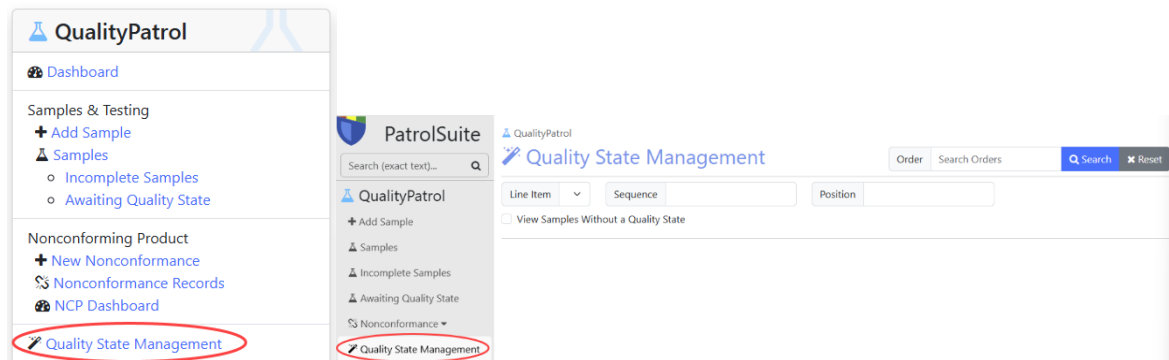 QualityPatrol
Dashboard
Samples & Testing
Add Sample
Samples
Incomplete Samples
Awaiting Quality State
Nonconforming Product
New Nonconformance
Nonconformance Records
NCP Dashboard
Quality State Management
PatrolSuite
Search (exact text)...
QualityPatrol
Add Sample
Samples
Incomplete Samples
Awaiting Quality State
Nonconformance
Quality State Management
QualityPatrol
Quality State Management
Order Search Orders Search Reset
Line Item Sequence Position
View Samples Without a Quality State